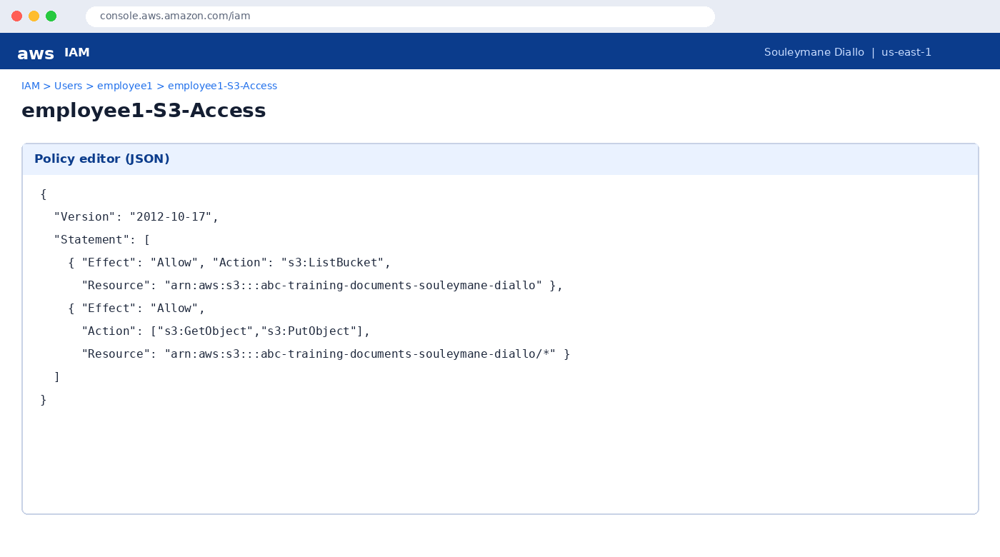 console.aws.amazon.com/iam
aws IAM Souleymane Diallo | us-east-1
IAM > Users > employee1 > employee1-S3-Access
employee1-S3-Access
Policy editor (JSON)
{
  "Version": "2012-10-17",
  "Statement": [
    { "Effect": "Allow", "Action": "s3:ListBucket",
      "Resource": "arn:aws:s3:::abc-training-documents-souleymane-diallo" },
    { "Effect": "Allow",
      "Action": ["s3:GetObject","s3:PutObject"],
      "Resource": "arn:aws:s3:::abc-training-documents-souleymane-diallo/*" }
  ]
}